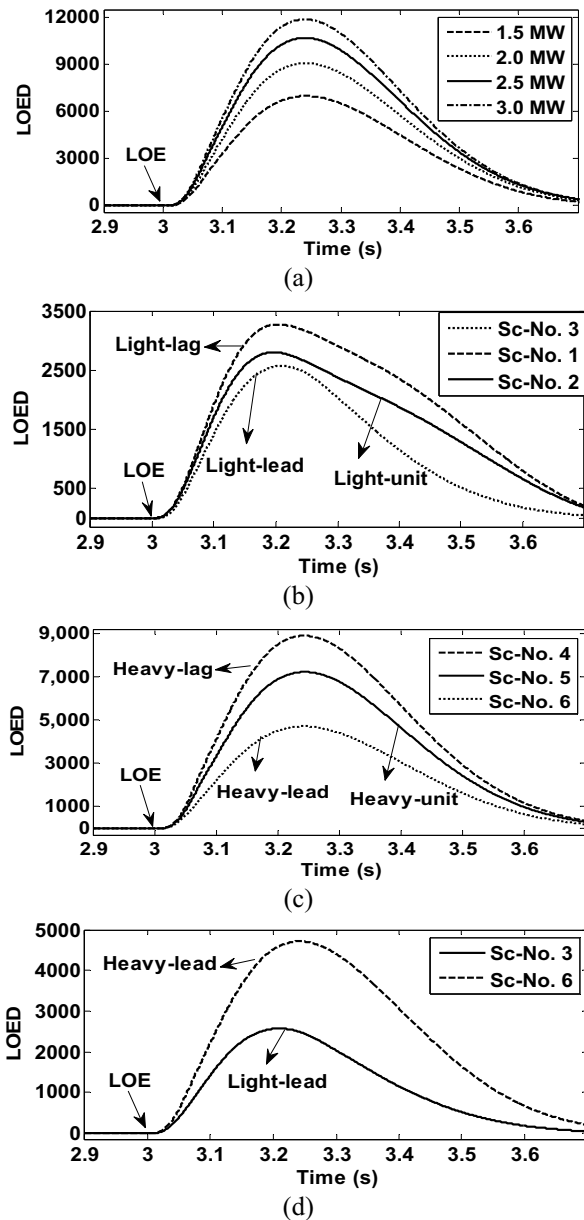 12000
9000
6000
3000
0
LOED
LOE
1.5 MW
2.0 MW
2.5 MW
3.0 MW
2.9 3 3.1 3.2 3.3 3.4 3.5 3.6
Time (s)
(a)
3500
2500
1500
500
0
LOED
Light-lag
LOE
Light-lead
Light-unit
Sc-No. 3
Sc-No. 1
Sc-No. 2
2.9 3 3.1 3.2 3.3 3.4 3.5 3.6
Time (s)
(b)
9,000
7,000
5,000
3000
1000
0
LOED
Heavy-lag
LOE
Heavy-lead
Heavy-unit
Sc-No. 4
Sc-No. 5
Sc-No. 6
2.9 3 3.1 3.2 3.3 3.4 3.5 3.6
Time (s)
(c)
5000
4000
3000
2000
1000
0
LOED
Heavy-lead
LOE
Light-lead
Sc-No. 3
Sc-No. 6
2.9 3 3.1 3.2 3.3 3.4 3.5 3.6
Time (s)
(d)